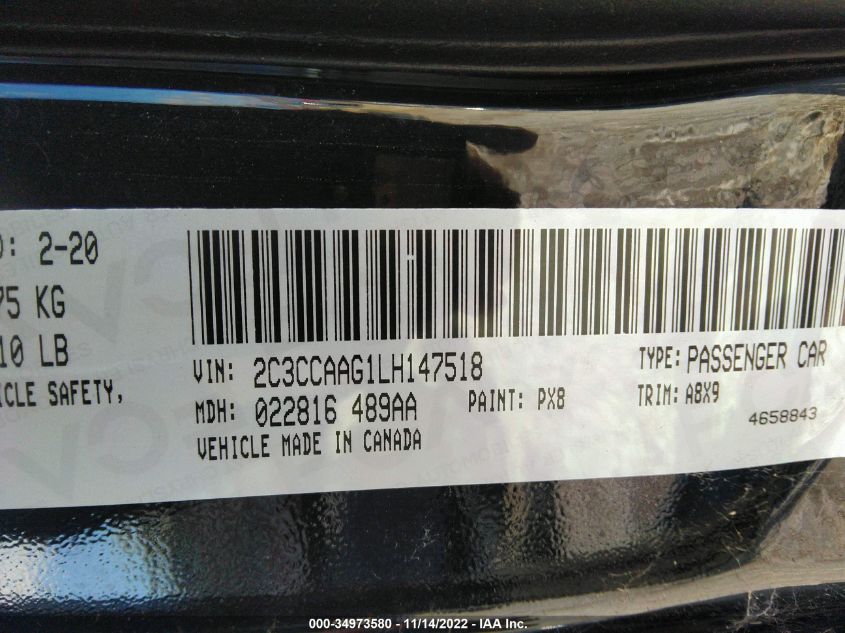 D: 2-20
75 KG
10 LB
ICLE SAFETY,
VIN: 2C3CCAAG1LH147518
TYPE: PASSENGER CAR
MDH: 022816 489AA
PAINT: PX8
TRIM: A8X9
VEHICLE MADE IN CANADA
4658843
000-34973580 - 11/14/2022 - IAA Inc.